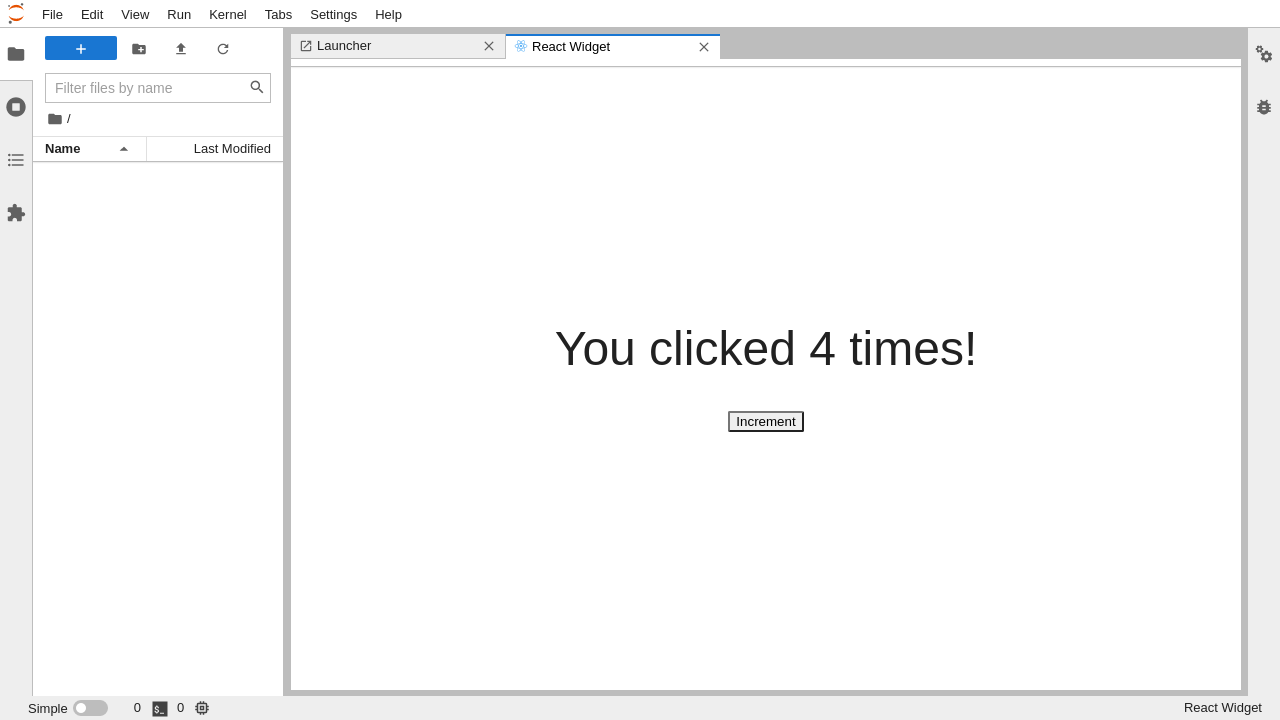 File Edit View Run Kernel Tabs Settings Help
Launcher
React Widget
Filter files by name
/
Name
Last Modified
You clicked 4 times!
Increment
Simple
0
$_
0
React Widget